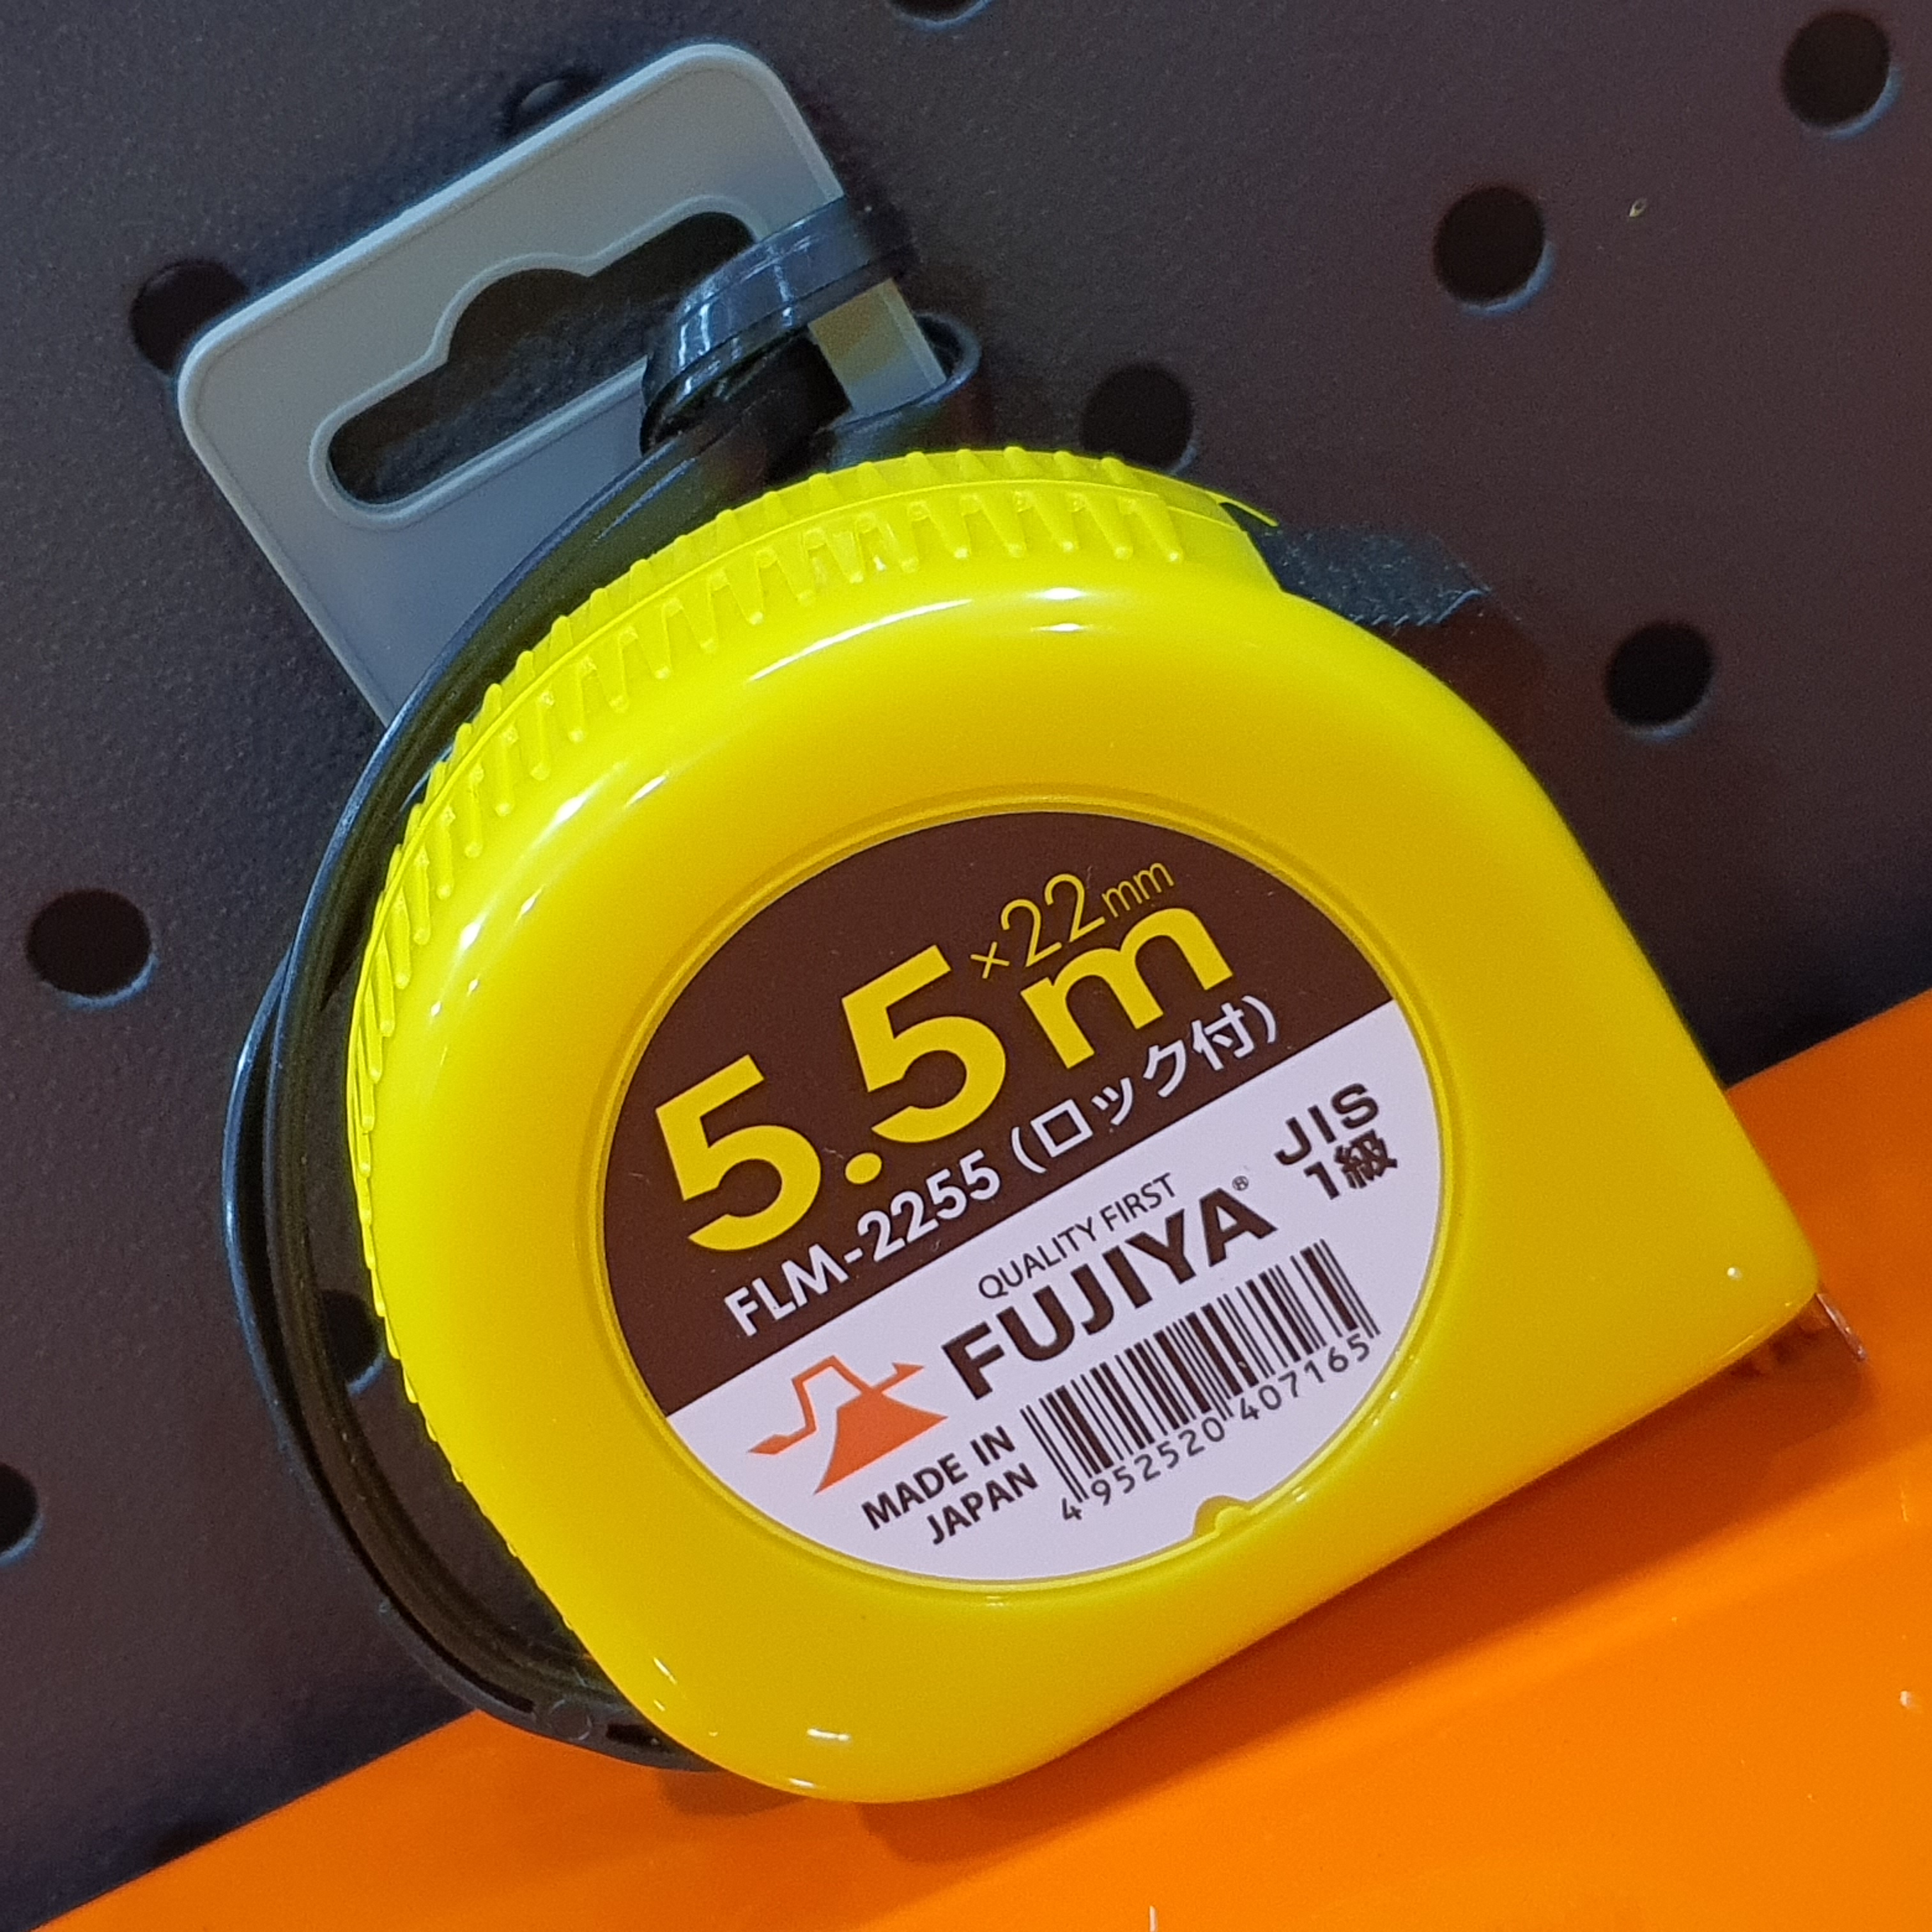 5.5m×22mm
FLM-2255(ロック付)
JIS
1級
QUALITY FIRST
FUJIYA®
MADE IN
JAPAN
4 952520 407165